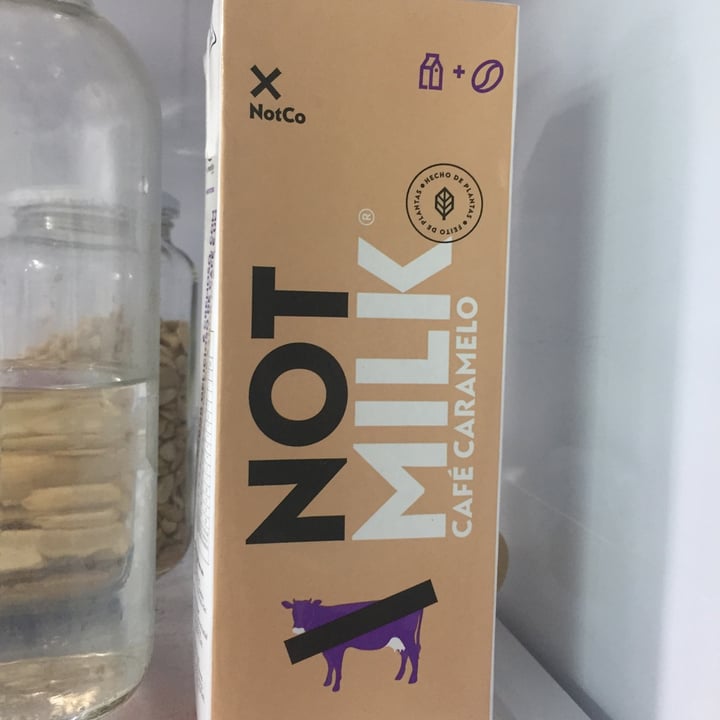 NotCo
HECHO DE PLANTAS • FEITO DE PLANTAS •
NOT
MILK®
CAFÉ CARAMELO